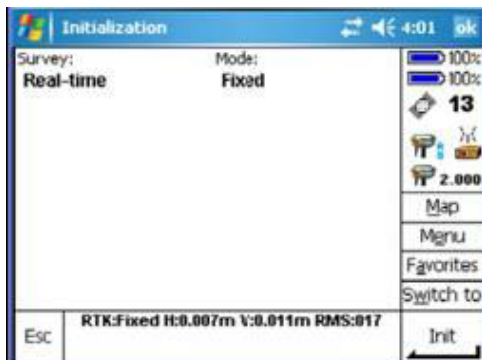 Initialization 4:01 ok
Survey: Mode:
Real-time Fixed
100%
100%
13
2.000
Map
Menu
Favorites
Switch to
Esc RTK:Fixed H:0.007m V:0.011m RMS:017 Init